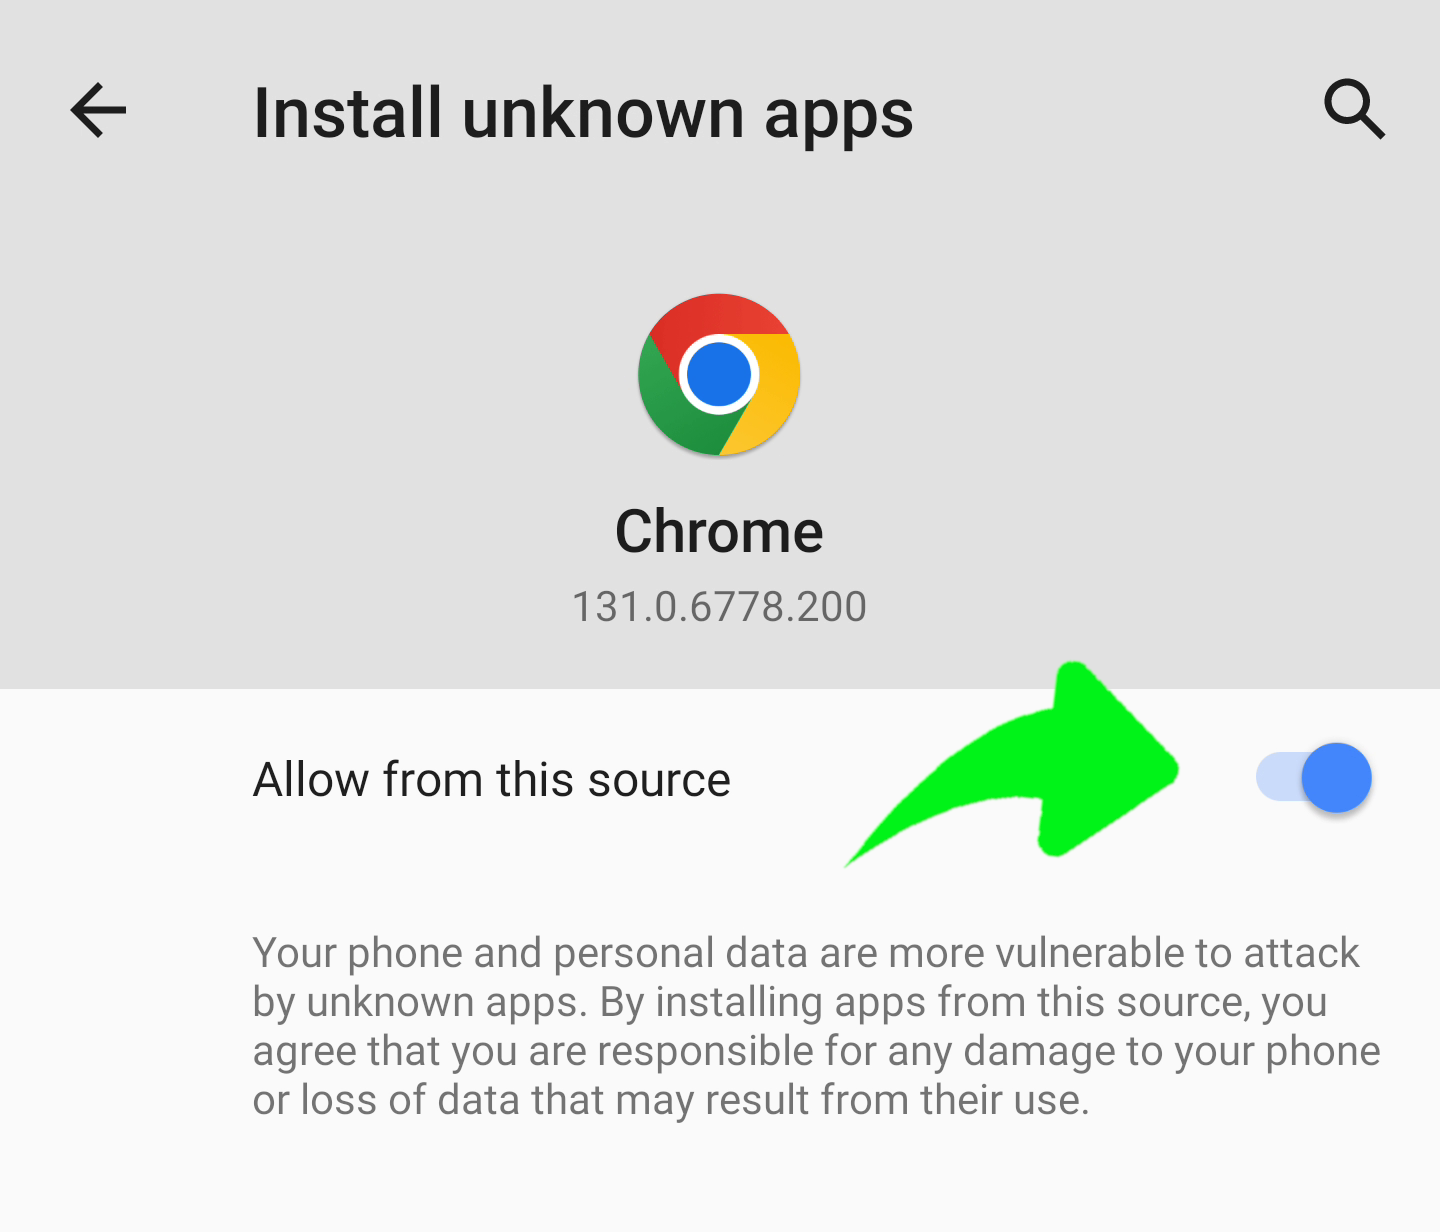 Install unknown apps
Chrome
131.0.6778.200
Allow from this source
Your phone and personal data are more vulnerable to attack
by unknown apps. By installing apps from this source, you
agree that you are responsible for any damage to your phone
or loss of data that may result from their use.